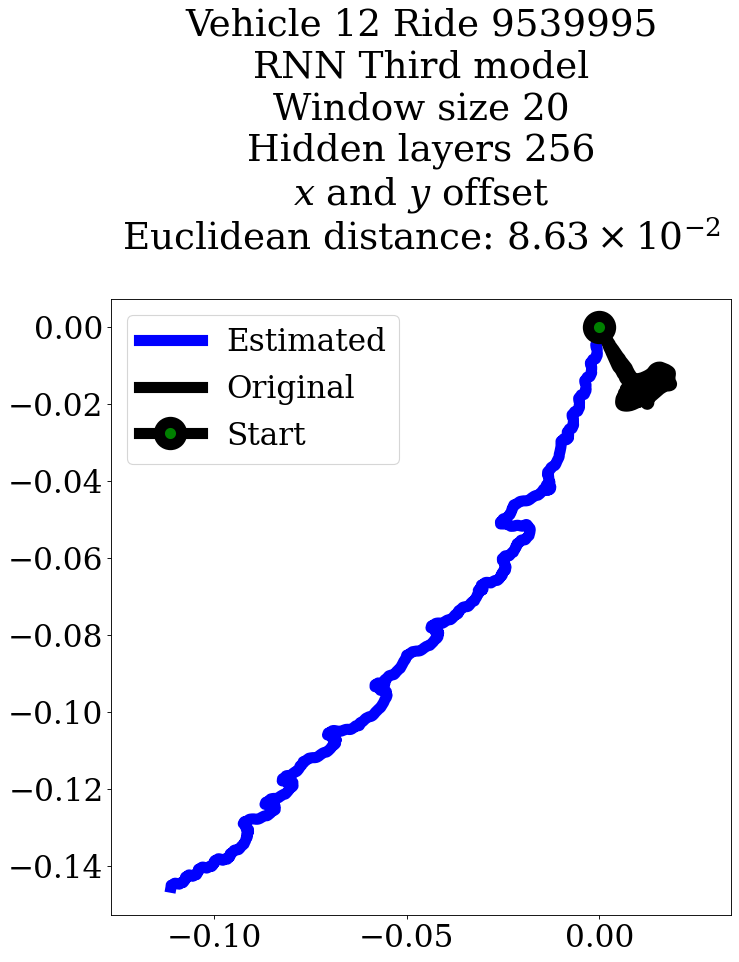 Vehicle 12 Ride 9539995
RNN Third model
Window size 20
Hidden layers 256
x and y offset
Euclidean distance: 8.63 × 10⁻²
Estimated
Original
Start
0.00
−0.02
−0.04
−0.06
−0.08
−0.10
−0.12
−0.14
−0.10
−0.05
0.00